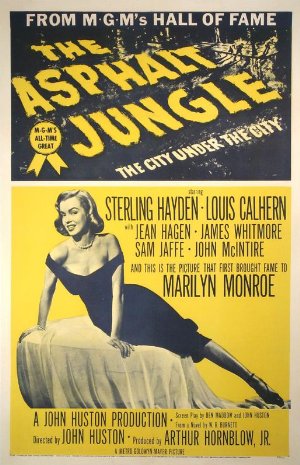 FROM M-G-M's HALL OF FAME
THE
ASPHALT
JUNGLE
M-G-M'S
ALL-TIME
GREAT
THE CITY UNDER THE CITY
starring
STERLING HAYDEN · LOUIS CALHERN
with JEAN HAGEN · JAMES WHITMORE
SAM JAFFE · JOHN McINTIRE
AND THIS IS THE PICTURE THAT FIRST BROUGHT FAME TO
MARILYN MONROE
A JOHN HUSTON PRODUCTION
Screen Play by BEN MADDOW and JOHN HUSTON
From a Novel by W. R. BURNETT
Directed by JOHN HUSTON · Produced by ARTHUR HORNBLOW, JR.
A METRO-GOLDWYN-MAYER PICTURE